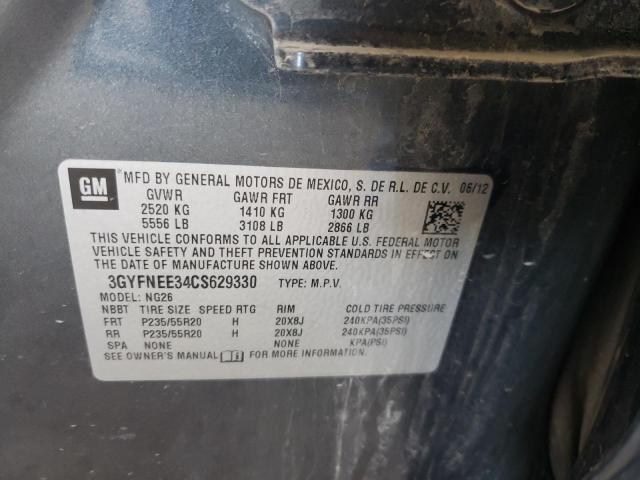 GM MFD BY GENERAL MOTORS DE MEXICO, S. DE R.L. DE C.V. 06/12
GVWR GAWR FRT GAWR RR
2520 KG 1410 KG 1300 KG
5556 LB 3108 LB 2866 LB
THIS VEHICLE CONFORMS TO ALL APPLICABLE U.S. FEDERAL MOTOR
VEHICLE SAFETY AND THEFT PREVENTION STANDARDS IN EFFECT ON
THE DATE OF MANUFACTURE SHOWN ABOVE.
3GYFNEE34CS629330 TYPE: M.P.V.
MODEL: NG26
NBBT TIRE SIZE SPEED RTG RIM COLD TIRE PRESSURE
FRT P235/55R20 H 20X8J 240KPA(35PSI)
RR P235/55R20 H 20X8J 240KPA(35PSI)
SPA NONE NONE KPA(PSI)
SEE OWNER'S MANUAL FOR MORE INFORMATION.